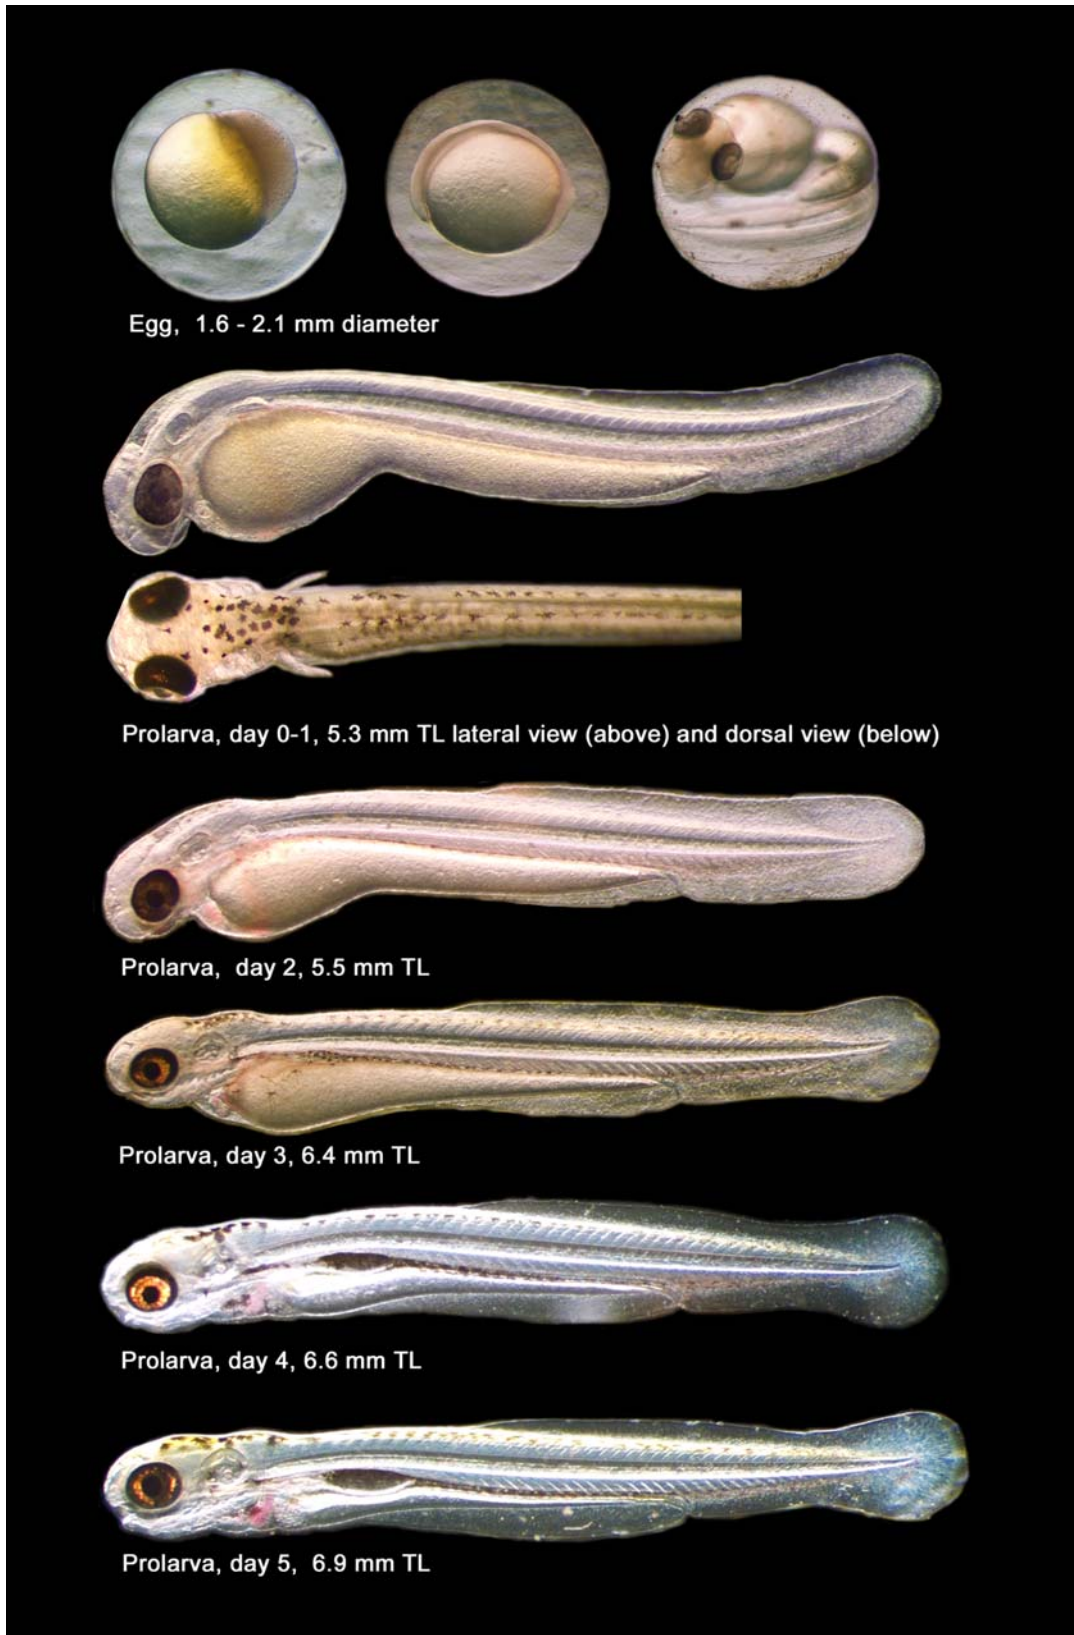 Egg, 1.6 - 2.1 mm diameter
Prolarva, day 0-1, 5.3 mm TL lateral view (above) and dorsal view (below)
Prolarva, day 2, 5.5 mm TL
Prolarva, day 3, 6.4 mm TL
Prolarva, day 4, 6.6 mm TL
Prolarva, day 5, 6.9 mm TL